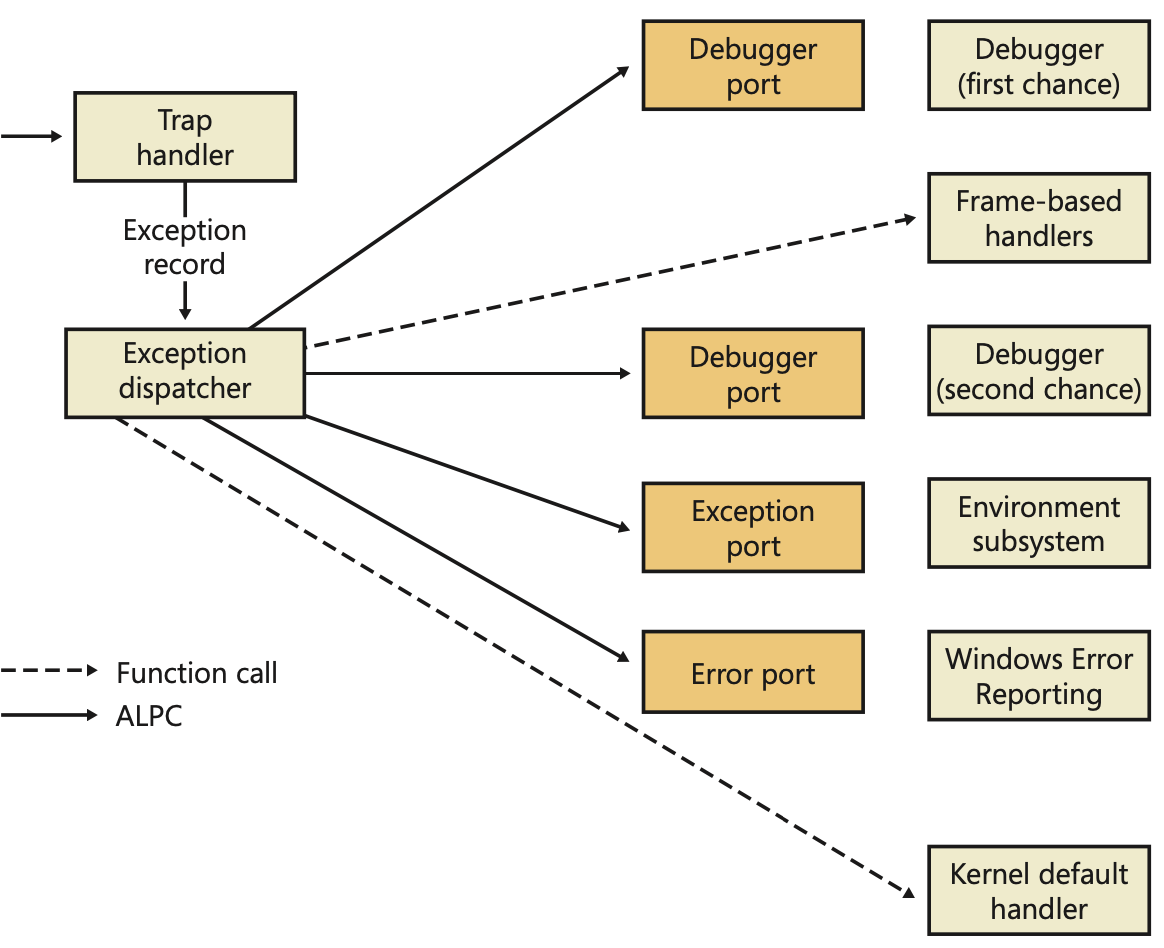 Trap
handler
Exception
record
Exception
dispatcher
Debugger
port
Debugger
(first chance)
Frame-based
handlers
Debugger
port
Debugger
(second chance)
Exception
port
Environment
subsystem
Error port
Windows Error
Reporting
Kernel default
handler
Function call
ALPC